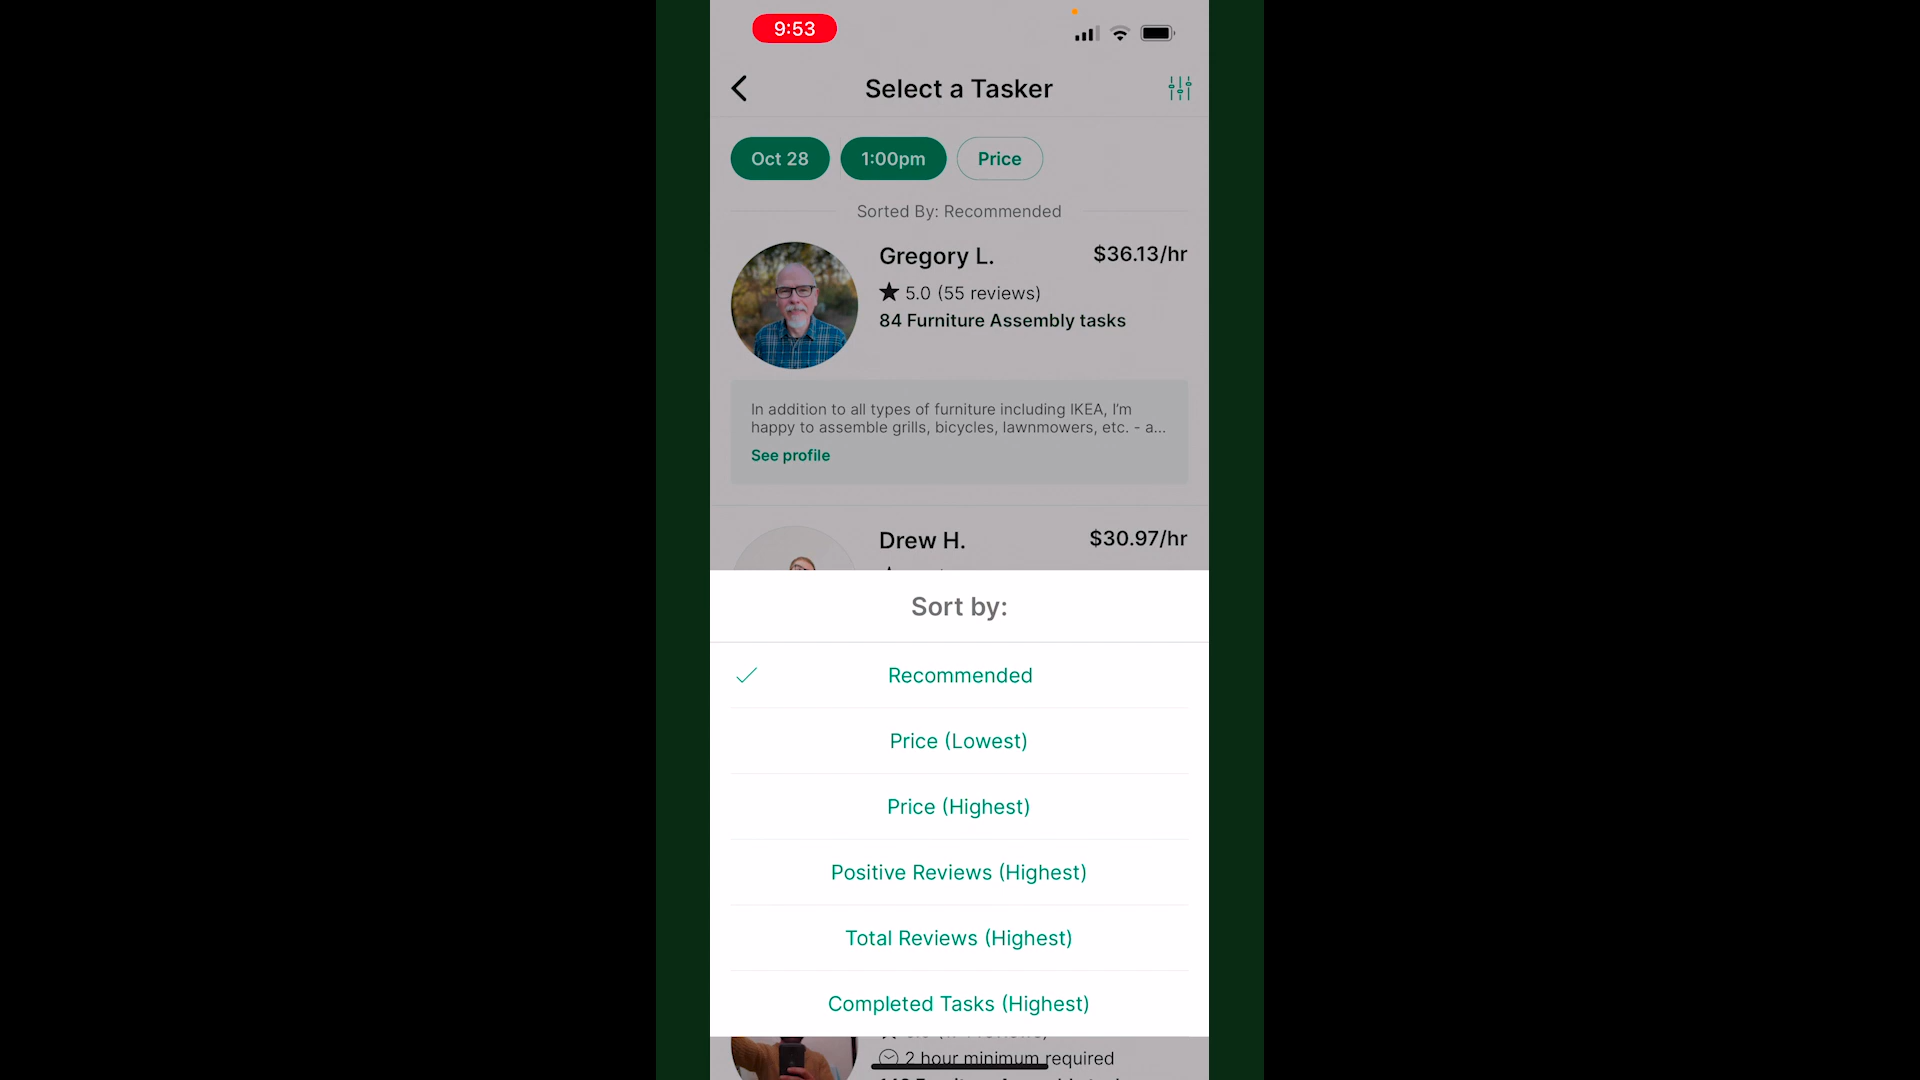 9:53
Select a Tasker
Oct 28
1:00pm
Price
Sorted By: Recommended
Gregory L.
$36.13/hr
5.0 (55 reviews)
84 Furniture Assembly tasks
In addition to all types of furniture including IKEA, I'm
happy to assemble grills, bicycles, lawnmowers, etc. - a...
See profile
Drew H.
$30.97/hr
Sort by:
Recommended
Price (Lowest)
Price (Highest)
Positive Reviews (Highest)
Total Reviews (Highest)
Completed Tasks (Highest)
2 hour minimum required